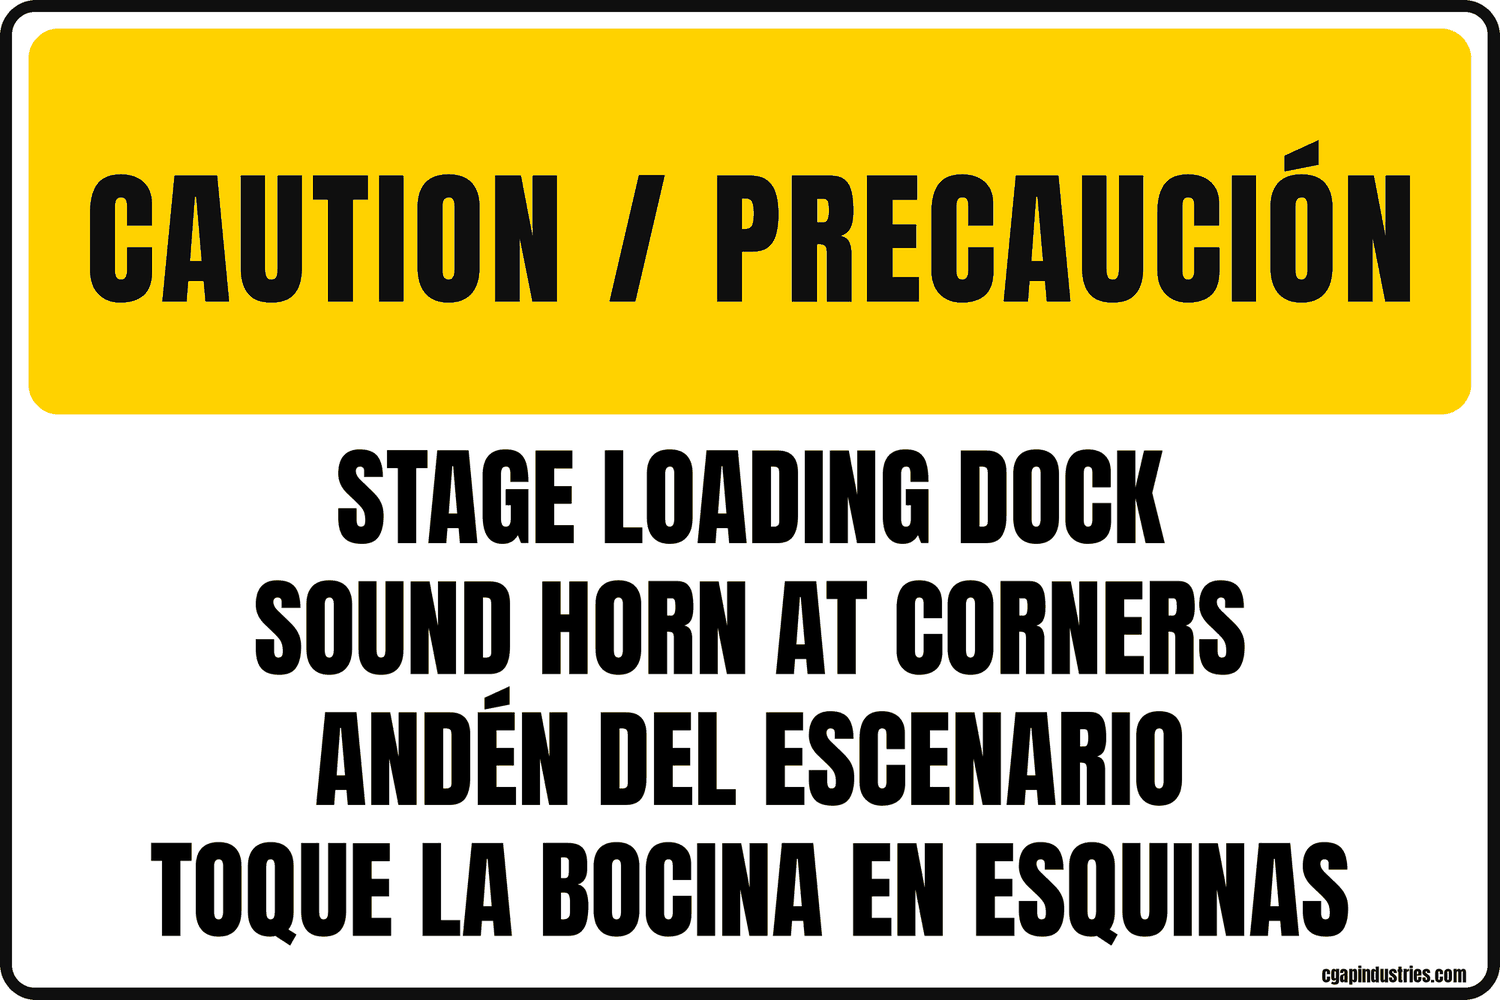 CAUTION / PRECAUCIÓN
STAGE LOADING DOCK
SOUND HORN AT CORNERS
ANDÉN DEL ESCENARIO
TOQUE LA BOCINA EN ESQUINAS
cgapindustries.com